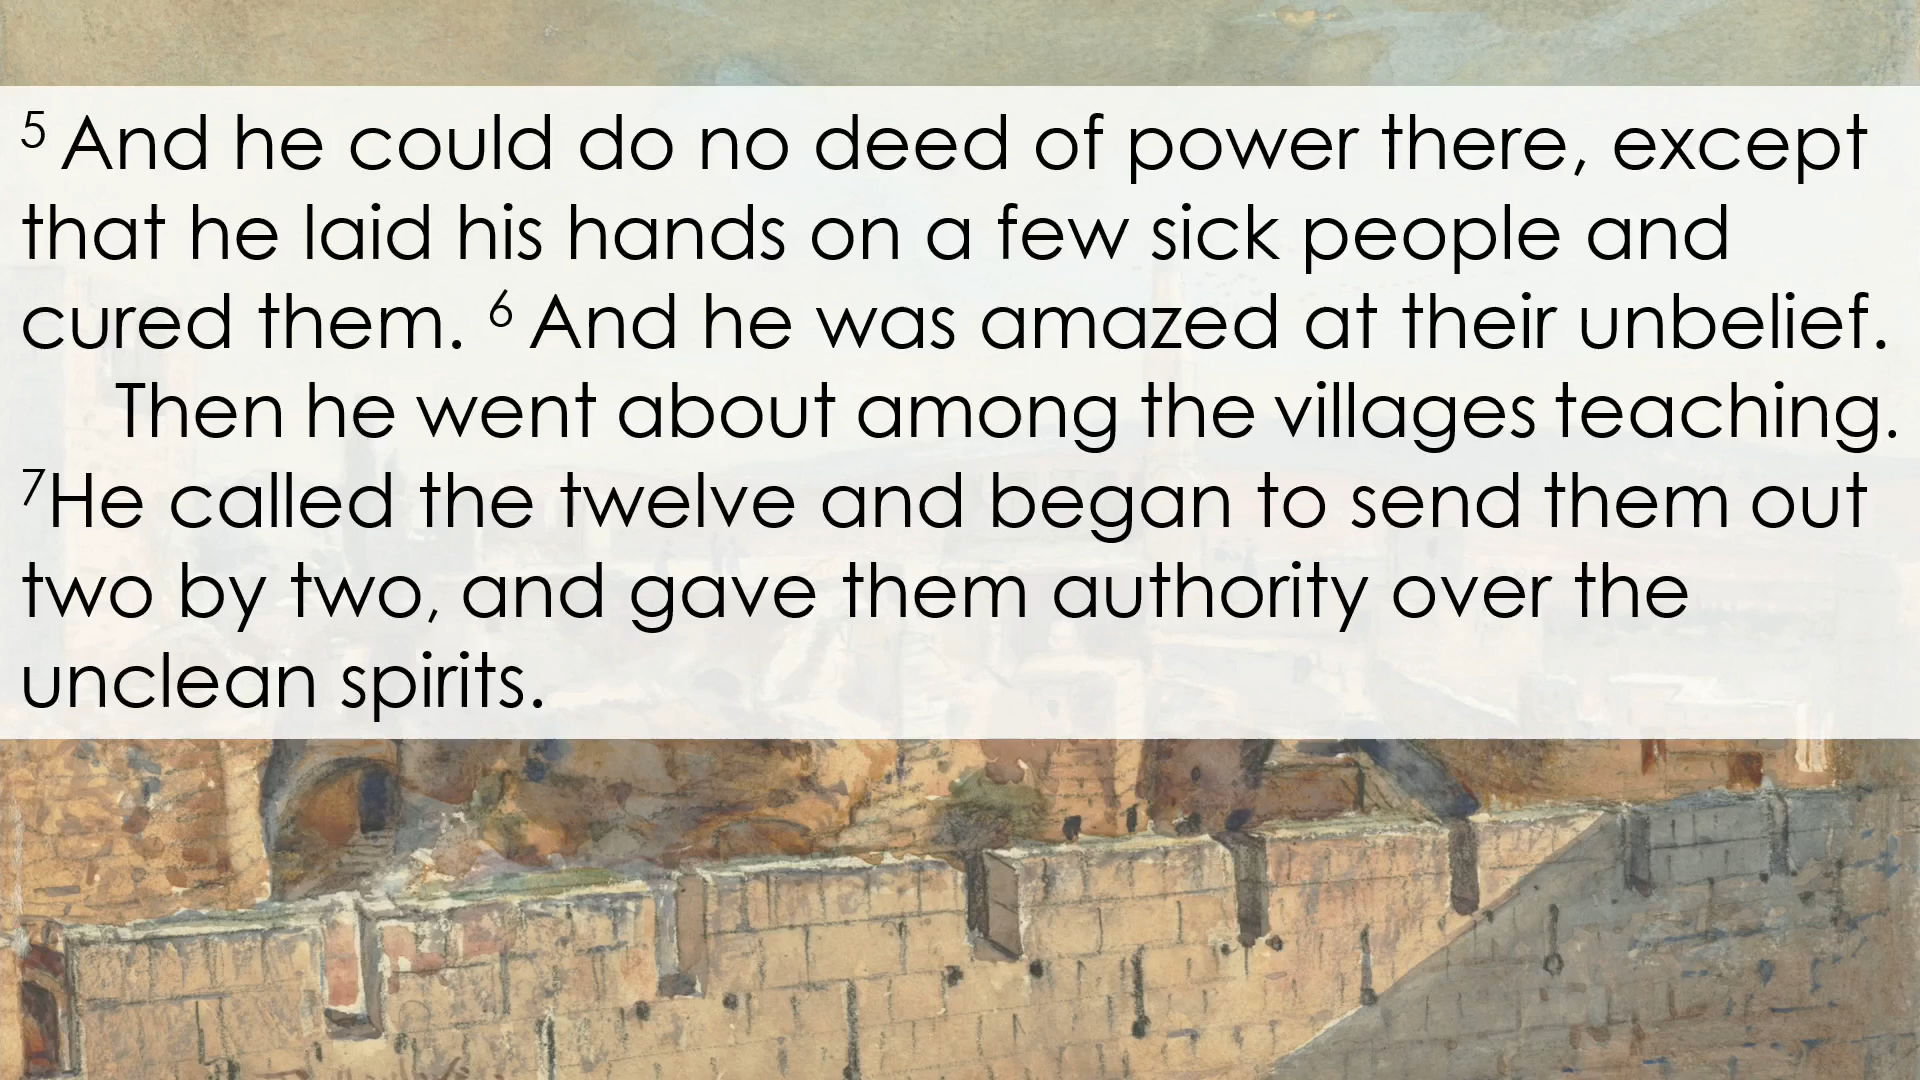 5 And he could do no deed of power there, except
that he laid his hands on a few sick people and
cured them. 6 And he was amazed at their unbelief.
Then he went about among the villages teaching.
7He called the twelve and began to send them out
two by two, and gave them authority over the
unclean spirits.